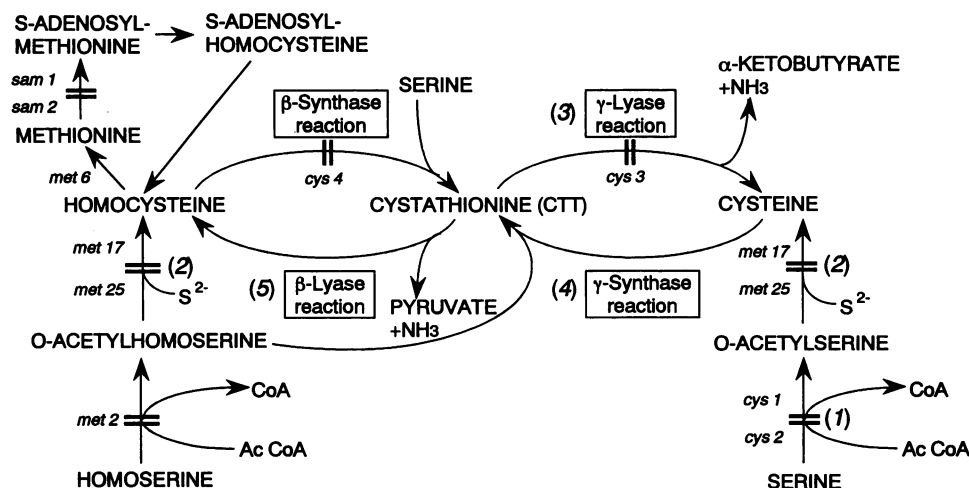 S-ADENOSYL-
METHIONINE
S-ADENOSYL-
HOMOCYSTEINE
sam 1
sam 2
METHIONINE
met 6
β-Synthase
reaction
SERINE
(3)
γ-Lyase
reaction
α-KETOBUTYRATE
+NH3
cys 4
cys 3
HOMOCYSTEINE
CYSTATHIONINE (CTT)
CYSTEINE
met 17
(2)
met 25
S2-
(5)
β-Lyase
reaction
PYRUVATE
+NH3
(4)
γ-Synthase
reaction
met 17
(2)
met 25
S2-
O-ACETYLHOMOSERINE
O-ACETYLSERINE
met 2
CoA
Ac CoA
HOMOSERINE
cys 1
cys 2
(1)
CoA
Ac CoA
SERINE